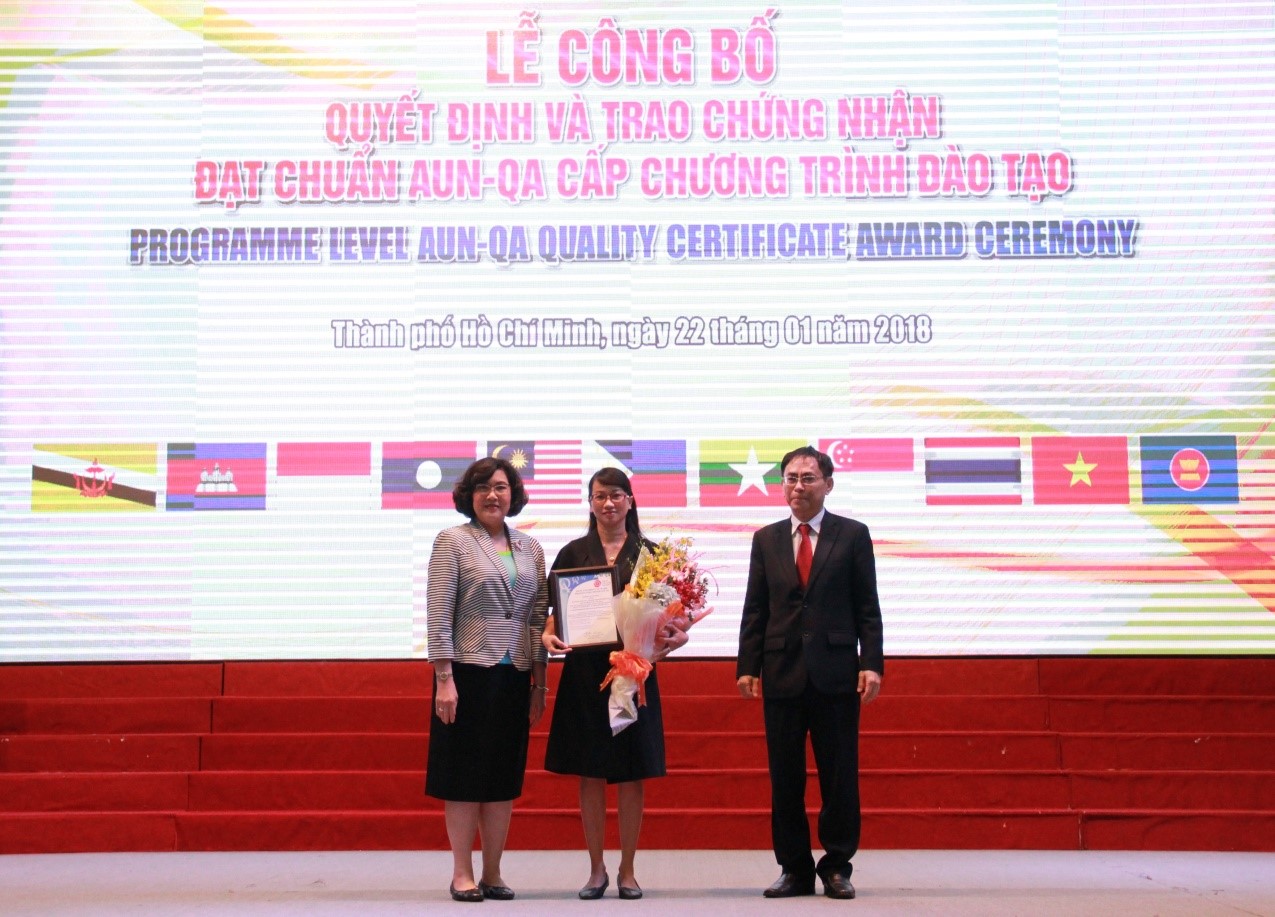 LỄ CÔNG BỐ
QUYẾT ĐỊNH VÀ TRAO CHỨNG NHẬN
ĐẠT CHUẨN AUN-QA CẤP CHƯƠNG TRÌNH ĐÀO TẠO
PROGRAMME LEVEL AUN-QA QUALITY CERTIFICATE AWARD CEREMONY
Thành phố Hồ Chí Minh, ngày 22 tháng 01 năm 2018